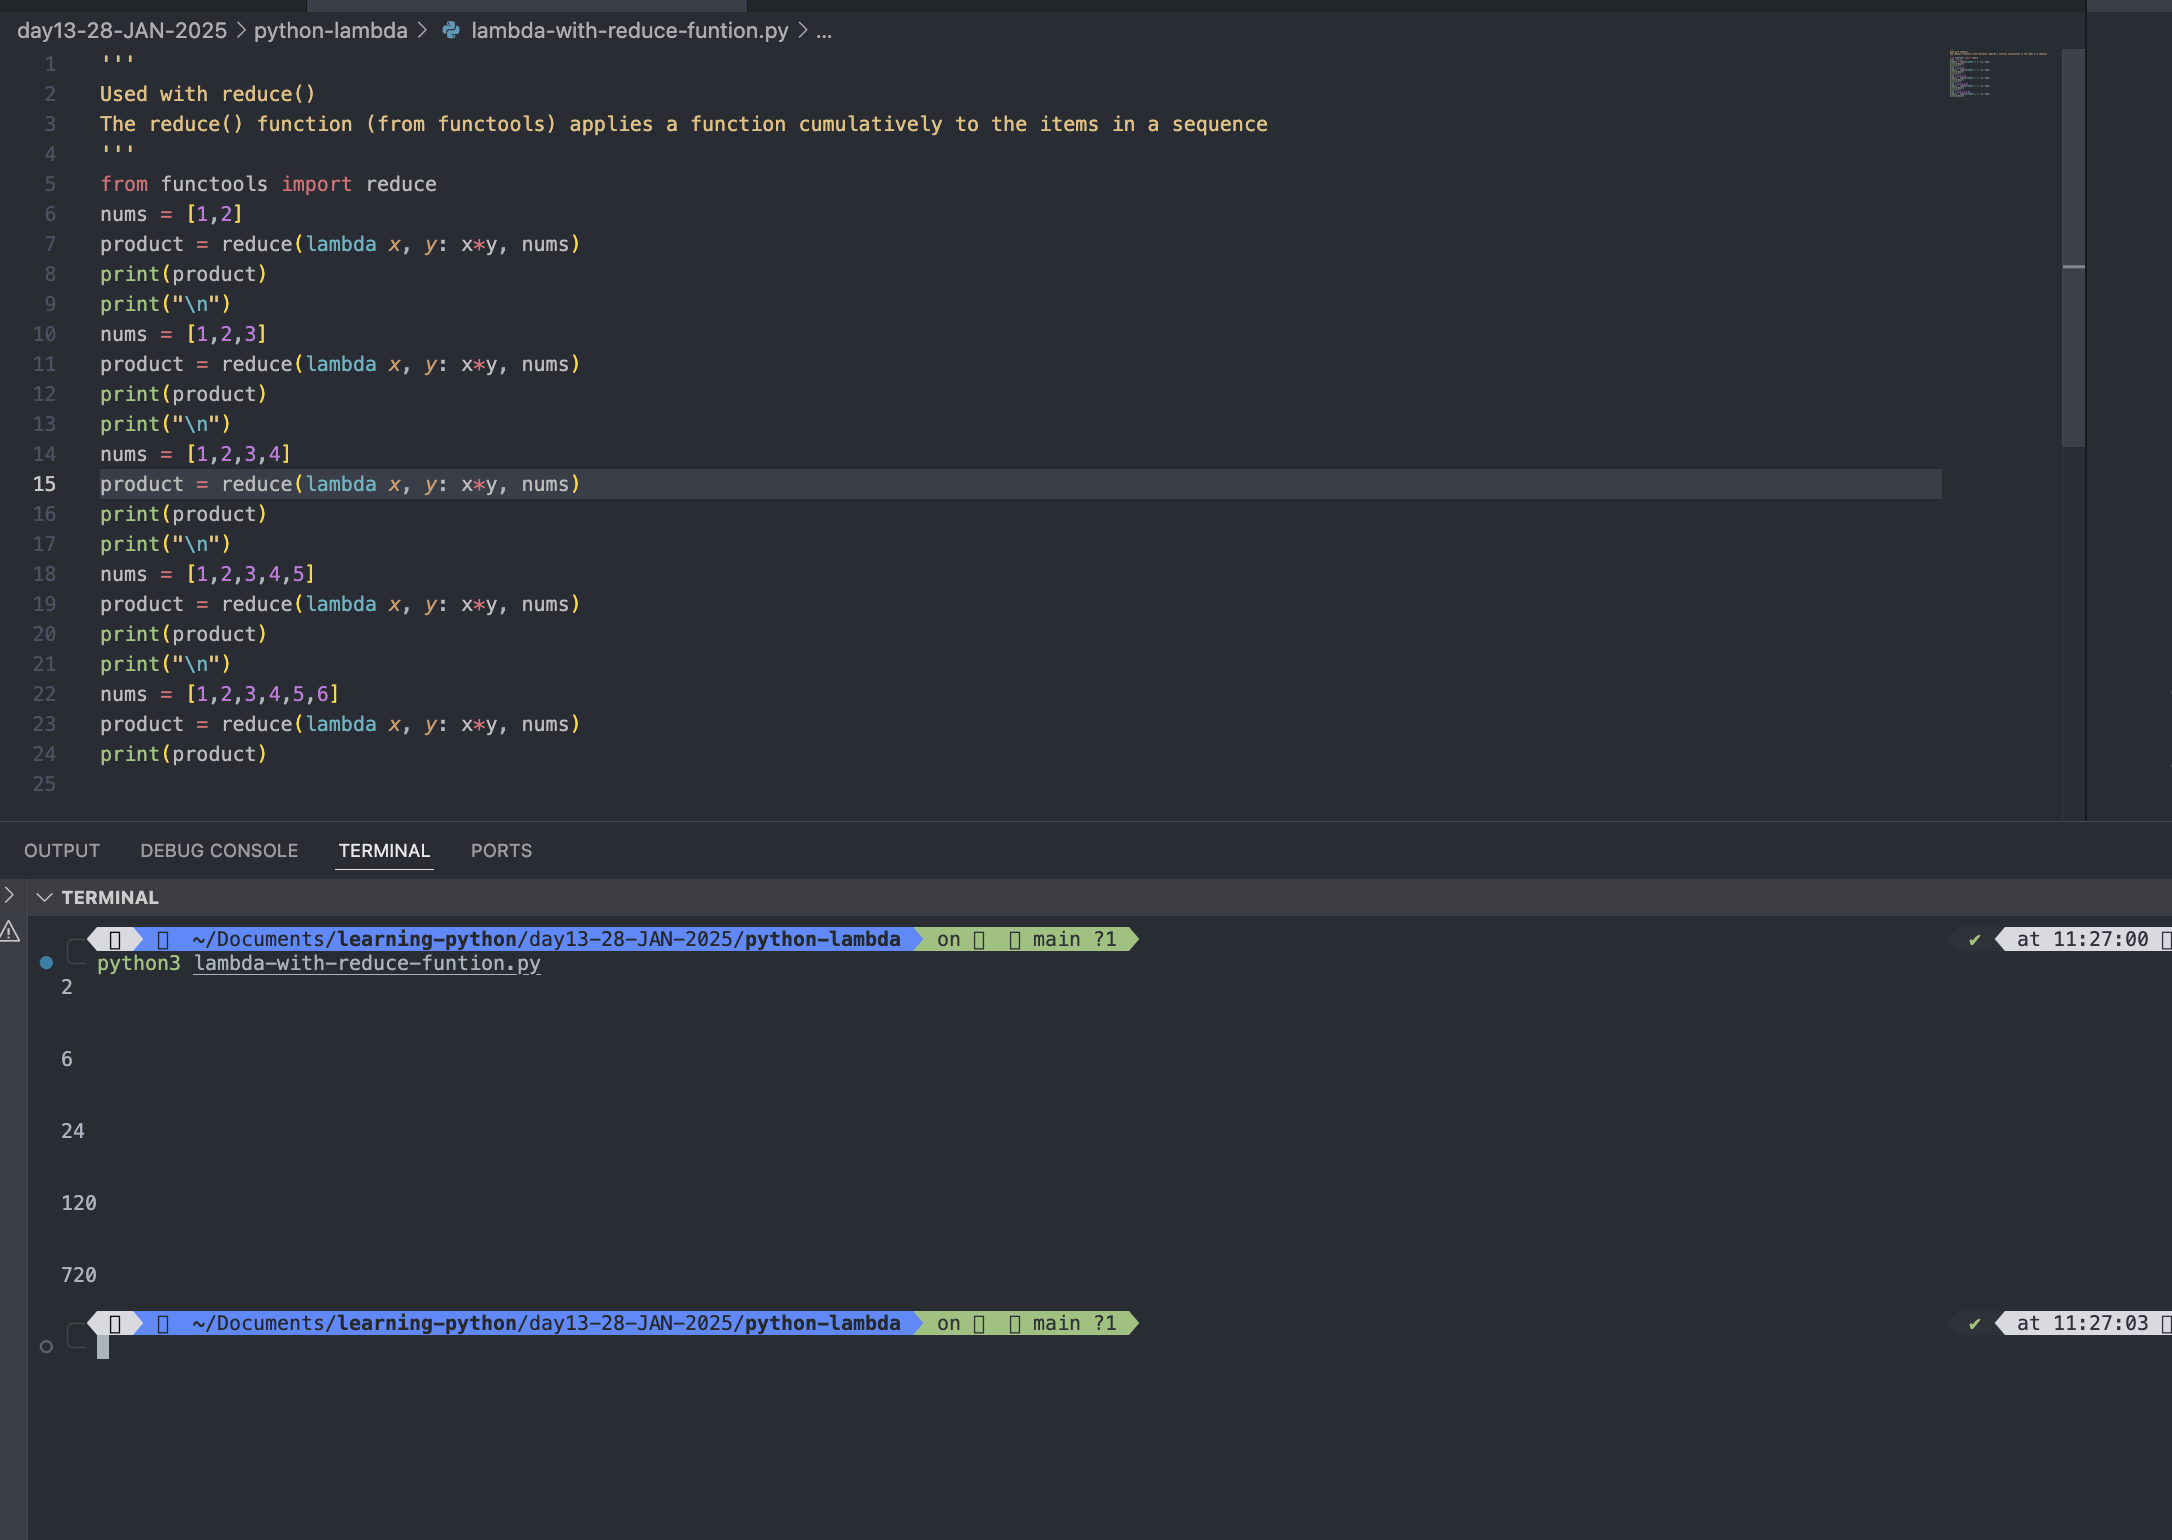 day13-28-JAN-2025 > python-lambda > lambda-with-reduce-funtion.py > ...
1 '''
2 Used with reduce()
3 The reduce() function (from functools) applies a function cumulatively to the items in a sequence
4 '''
5 from functools import reduce
6 nums = [1,2]
7 product = reduce(lambda x, y: x*y, nums)
8 print(product)
9 print("\n")
10 nums = [1,2,3]
11 product = reduce(lambda x, y: x*y, nums)
12 print(product)
13 print("\n")
14 nums = [1,2,3,4]
15 product = reduce(lambda x, y: x*y, nums)
16 print(product)
17 print("\n")
18 nums = [1,2,3,4,5]
19 product = reduce(lambda x, y: x*y, nums)
20 print(product)
21 print("\n")
22 nums = [1,2,3,4,5,6]
23 product = reduce(lambda x, y: x*y, nums)
24 print(product)
25
OUTPUT DEBUG CONSOLE TERMINAL PORTS
TERMINAL
~/Documents/learning-python/day13-28-JAN-2025/python-lambda on main ?1 ✔ at 11:27:00
python3 lambda-with-reduce-funtion.py
2
6
24
120
720
~/Documents/learning-python/day13-28-JAN-2025/python-lambda on main ?1 ✔ at 11:27:03